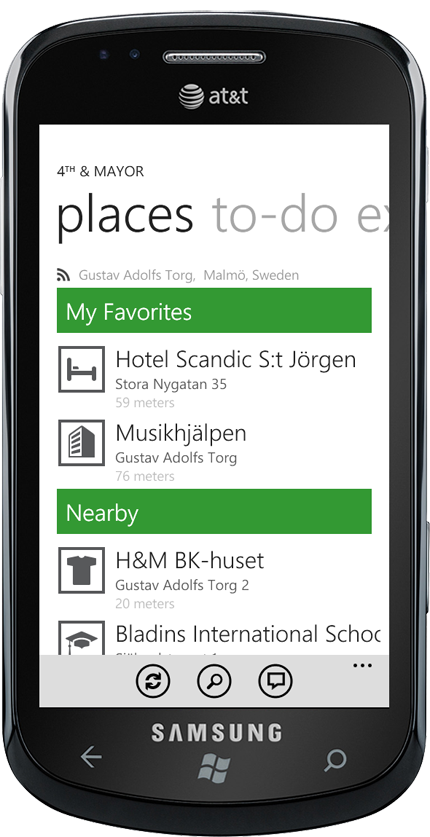 at&t
4TH & MAYOR
places to-do ex
Gustav Adolfs Torg, Malmö, Sweden
My Favorites
Hotel Scandic S:t Jörgen
Stora Nygatan 35
59 meters
Musikhjälpen
Gustav Adolfs Torg
76 meters
Nearby
H&M BK-huset
Gustav Adolfs Torg 2
20 meters
Bladins International Schoo
SAMSUNG